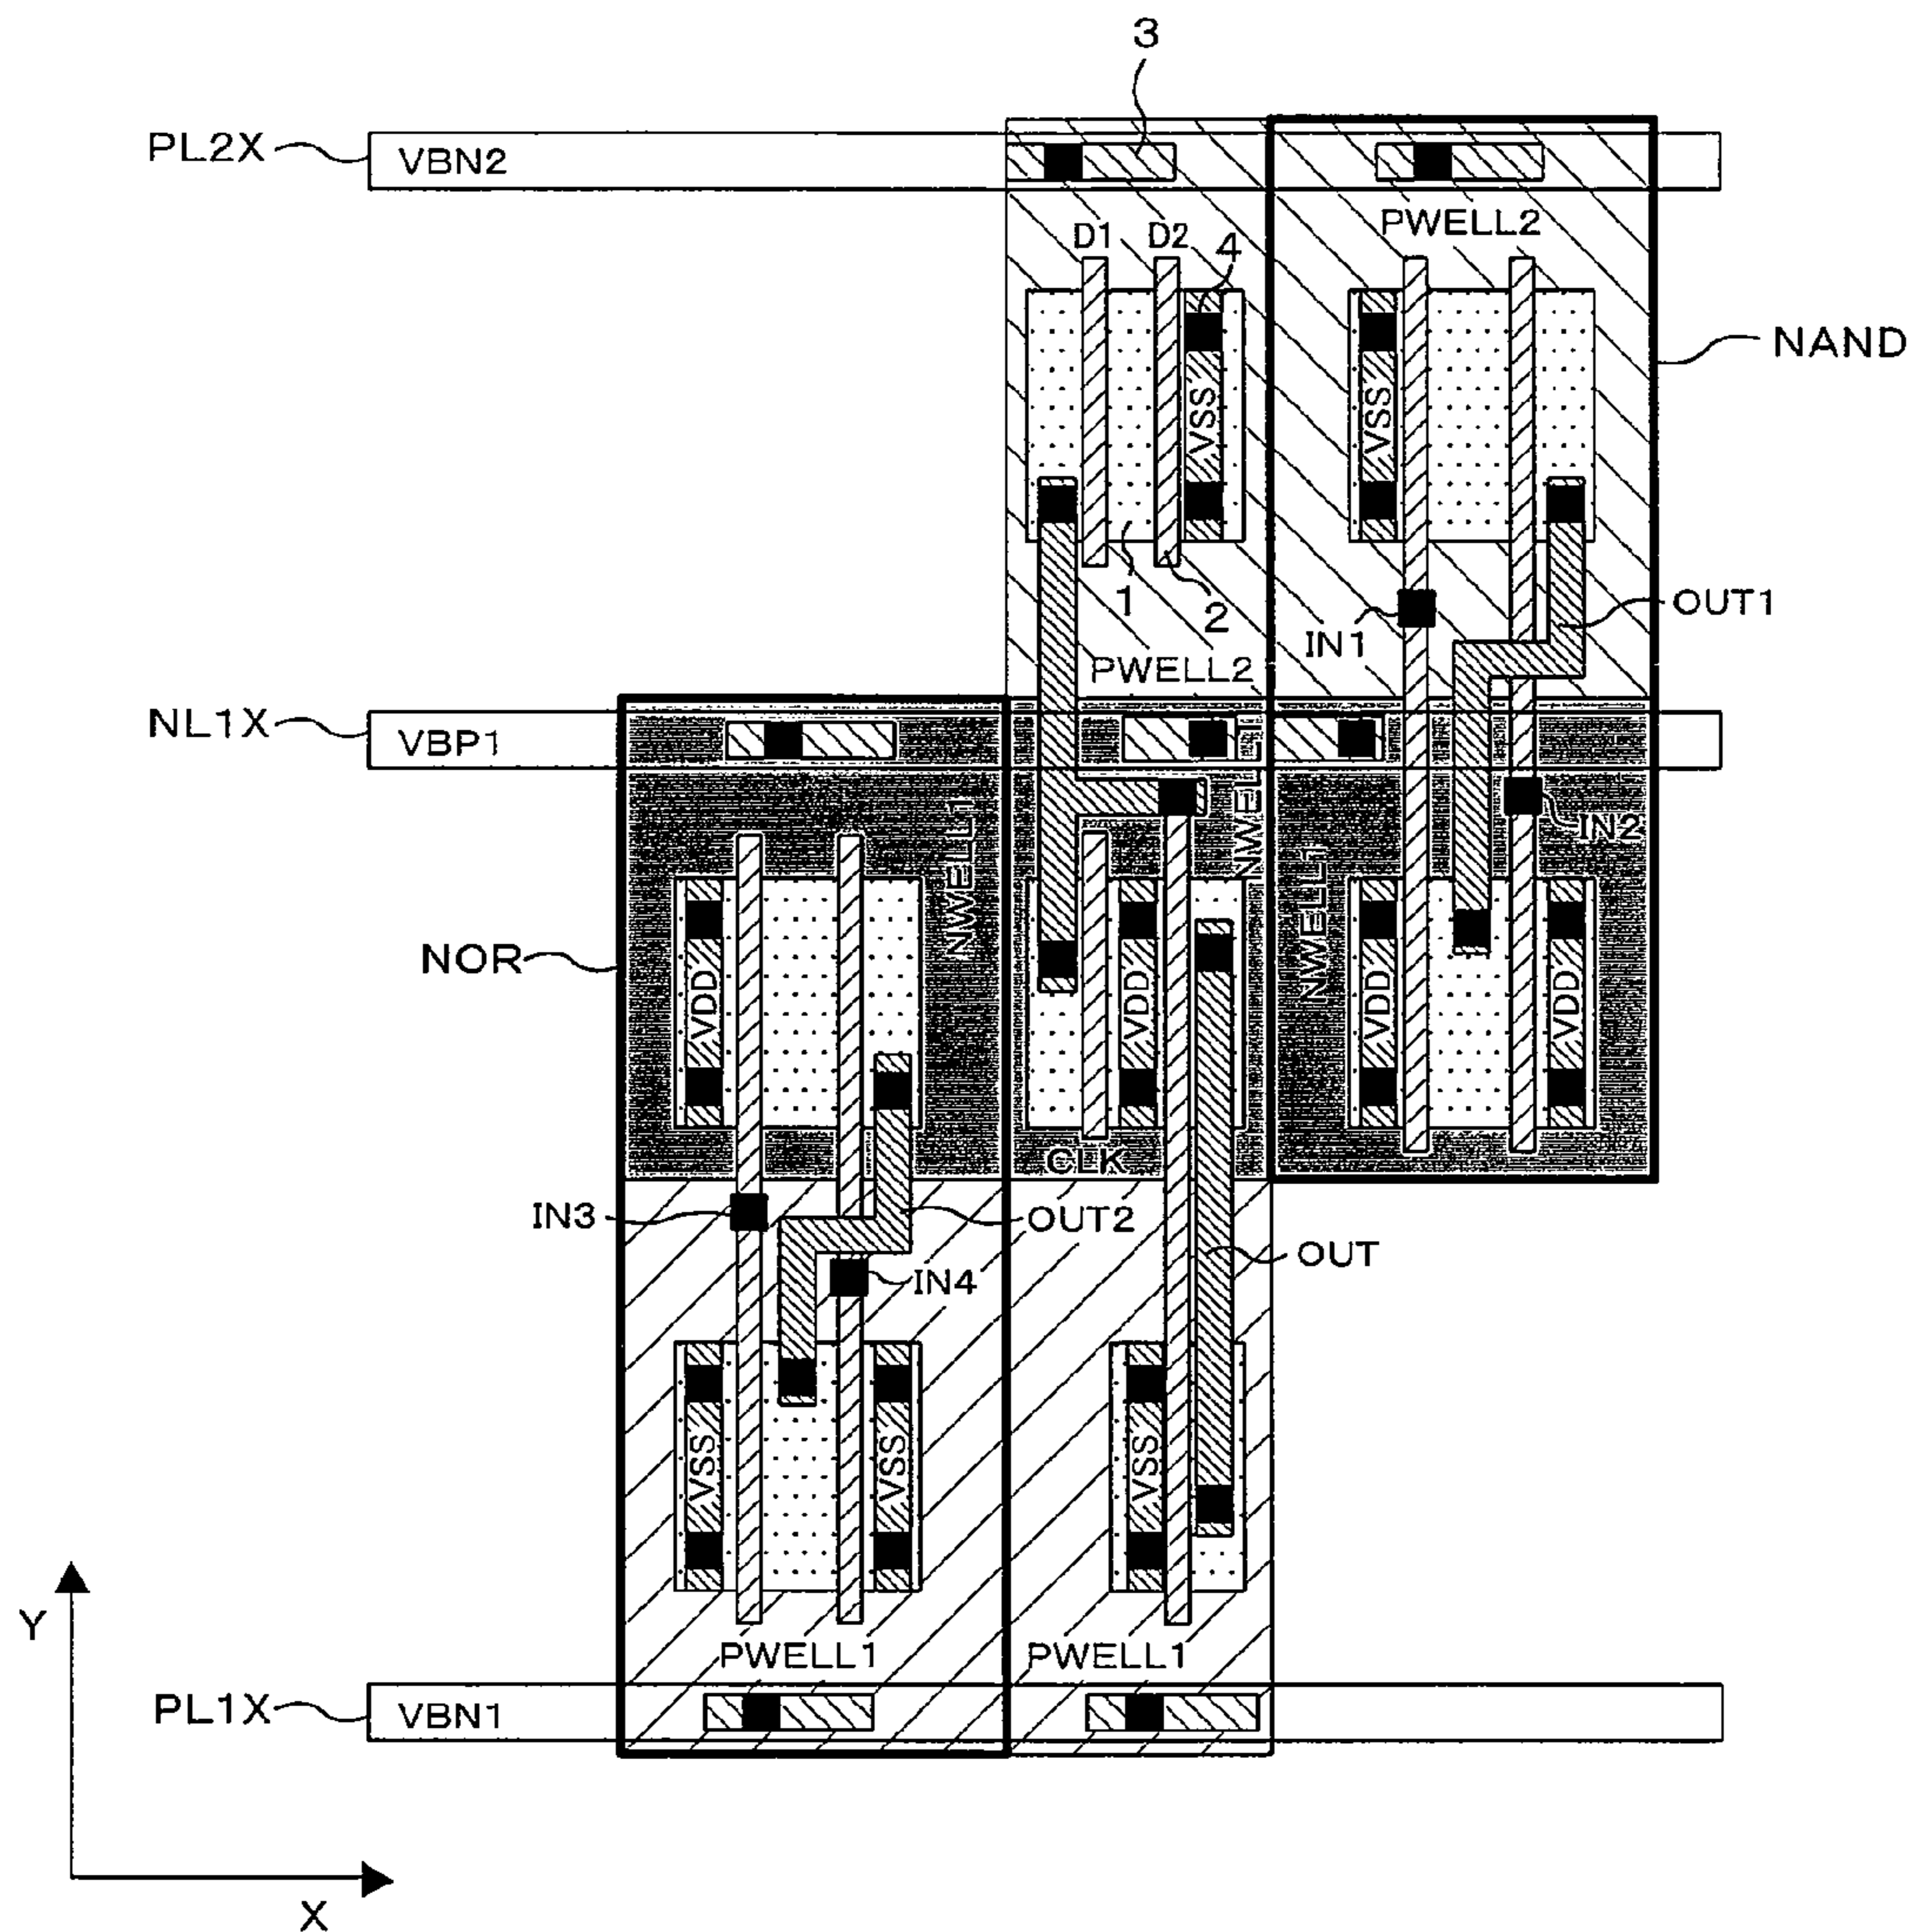 3
PL2X
VBN2
PWELL2
D1
D2
4
NAND
VSS
VSS
1
2
OUT1
IN1
PWELL2
NL1X
VBP1
IN2
NWELL1
NWELL1
NOR
VDD
VDD
VDD
VDD
CLK
IN3
OUT2
OUT
IN4
VSS
VSS
VSS
Y
PWELL1
PWELL1
PL1X
VBN1
X